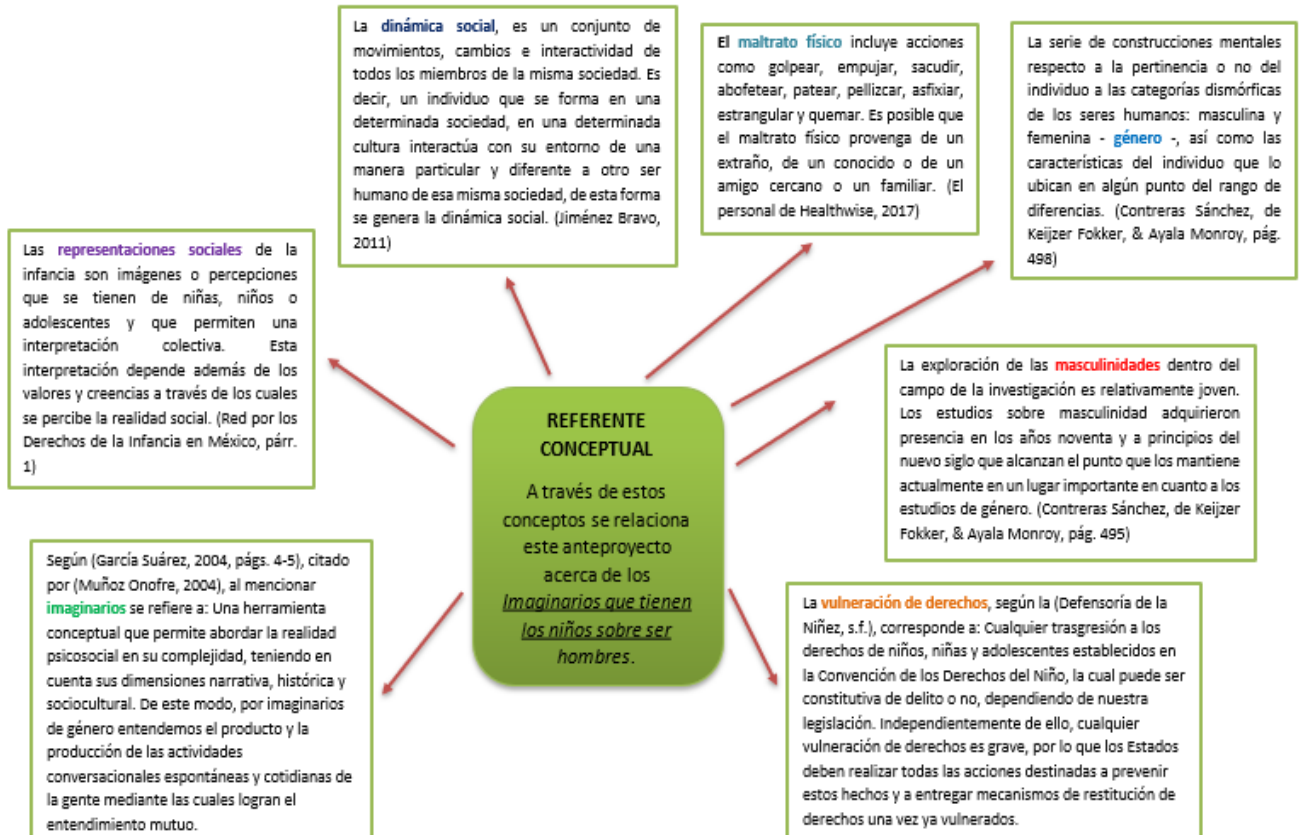 La dinámica social, es un conjunto de
movimientos, cambios e interactividad de
todos los miembros de la misma sociedad. Es
decir, un individuo que se forma en una
determinada sociedad, en una determinada
cultura interactúa con su entorno de una
manera particular y diferente a otro ser
humano de esa misma sociedad, de esta forma
se genera la dinámica social. (Jiménez Bravo,
2011)
El maltrato físico incluye acciones
como golpear, empujar, sacudir,
abofetear, patear, pellizcar, asfixiar,
estrangular y quemar. Es posible que
el maltrato físico provenga de un
extraño, de un conocido o de un
amigo cercano o un familiar. (El
personal de Healthwise, 2017)
La serie de construcciones mentales
respecto a la pertinencia o no del
individuo a las categorías dismórficas
de los seres humanos: masculina y
femenina - género -, así como las
características del individuo que lo
ubican en algún punto del rango de
diferencias. (Contreras Sánchez, de
Keijzer Fokker, & Ayala Monroy, pág.
498)
Las representaciones sociales de la
infancia son imágenes o percepciones
que se tienen de niñas, niños o
adolescentes y que permiten una
interpretación colectiva. Esta
interpretación depende además de los
valores y creencias a través de los cuales
se percibe la realidad social. (Red por los
Derechos de la Infancia en México, párr.
1)
La exploración de las masculinidades dentro del
campo de la investigación es relativamente joven.
Los estudios sobre masculinidad adquirieron
presencia en los años noventa y a principios del
nuevo siglo que alcanzan el punto que los mantiene
actualmente en un lugar importante en cuanto a los
estudios de género. (Contreras Sánchez, de Keijzer
Fokker, & Ayala Monroy, pág. 495)
REFERENTE
CONCEPTUAL
A través de estos
conceptos se relaciona
este anteproyecto
acerca de los
Imaginarios que tienen
los niños sobre ser
hombres.
Según (García Suárez, 2004, págs. 4-5), citado
por (Muñoz Onofre, 2004), al mencionar
imaginarios se refiere a: Una herramienta
conceptual que permite abordar la realidad
psicosocial en su complejidad, teniendo en
cuenta sus dimensiones narrativa, histórica y
sociocultural. De este modo, por imaginarios
de género entendemos el producto y la
producción de las actividades
conversacionales espontáneas y cotidianas de
la gente mediante las cuales logran el
entendimiento mutuo.
La vulneración de derechos, según la (Defensoría de la
Niñez, s.f.), corresponde a: Cualquier trasgresión a los
derechos de niños, niñas y adolescentes establecidos en
la Convención de los Derechos del Niño, la cual puede ser
constitutiva de delito o no, dependiendo de nuestra
legislación. Independientemente de ello, cualquier
vulneración de derechos es grave, por lo que los Estados
deben realizar todas las acciones destinadas a prevenir
estos hechos y a entregar mecanismos de restitución de
derechos una vez ya vulnerados.